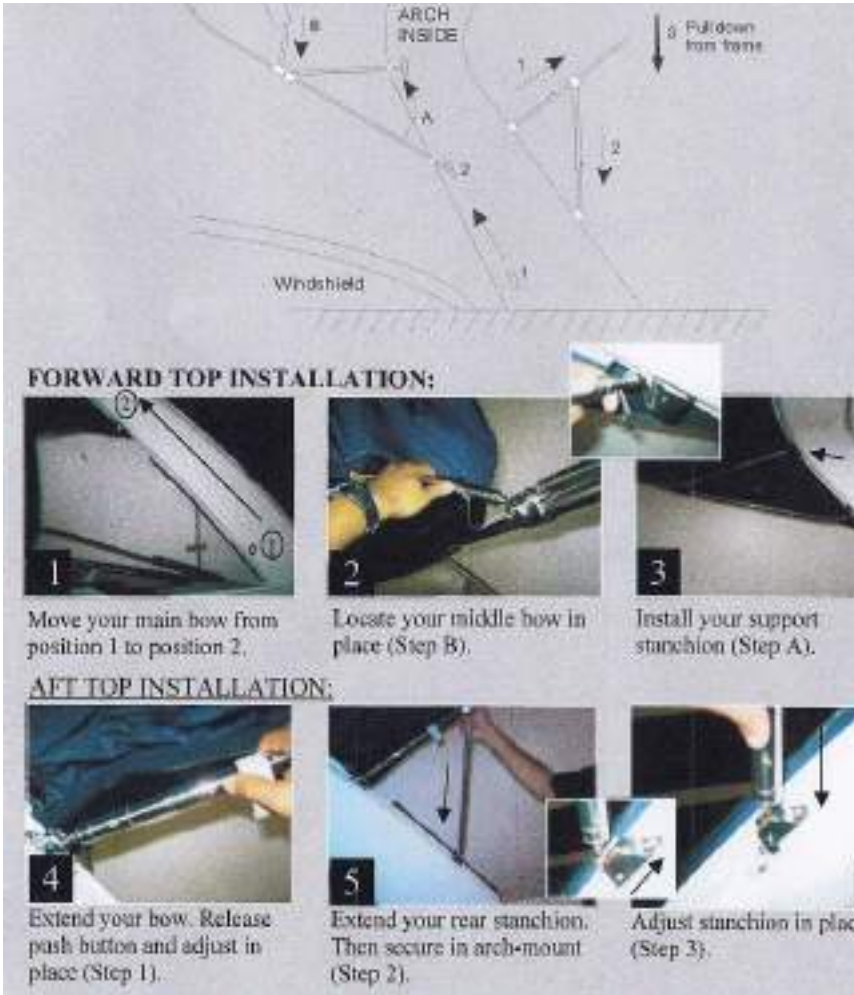 B
ARCH
INSIDE
3 Pull down
from frame
1
A
2
2
1
Windshield
FORWARD TOP INSTALLATION:
2
1
1
2
3
Move your main bow from
position 1 to position 2.
Locate your middle bow in
place (Step B).
Install your support
stanchion (Step A).
AFT TOP INSTALLATION:
4
5
Extend your bow. Release
push button and adjust in
place (Step 1).
Extend your rear stanchion.
Then secure in arch-mount
(Step 2).
Adjust stanchion in plac
(Step 3).